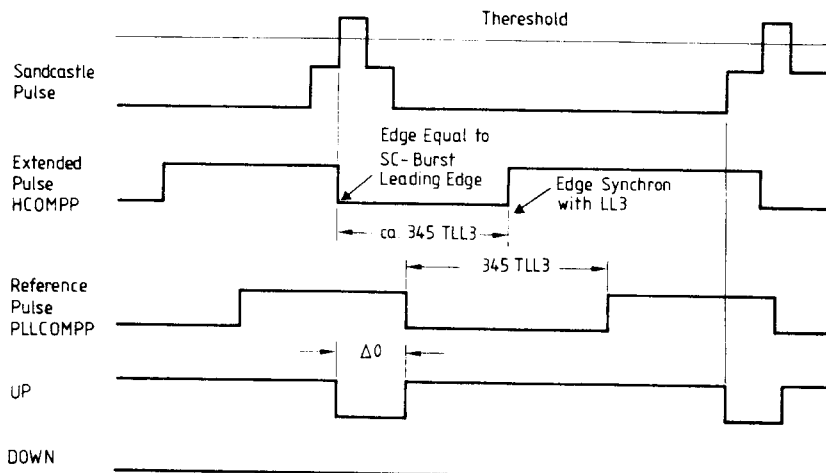 Thereshold
Sandcastle
Pulse
Extended
Pulse
HCOMPP
Edge Equal to
SC-Burst
Leading Edge
Edge Synchron
with LL3
ca. 345 TLL3
345 TLL3
Reference
Pulse
PLLCOMPP
Δ0
UP
DOWN